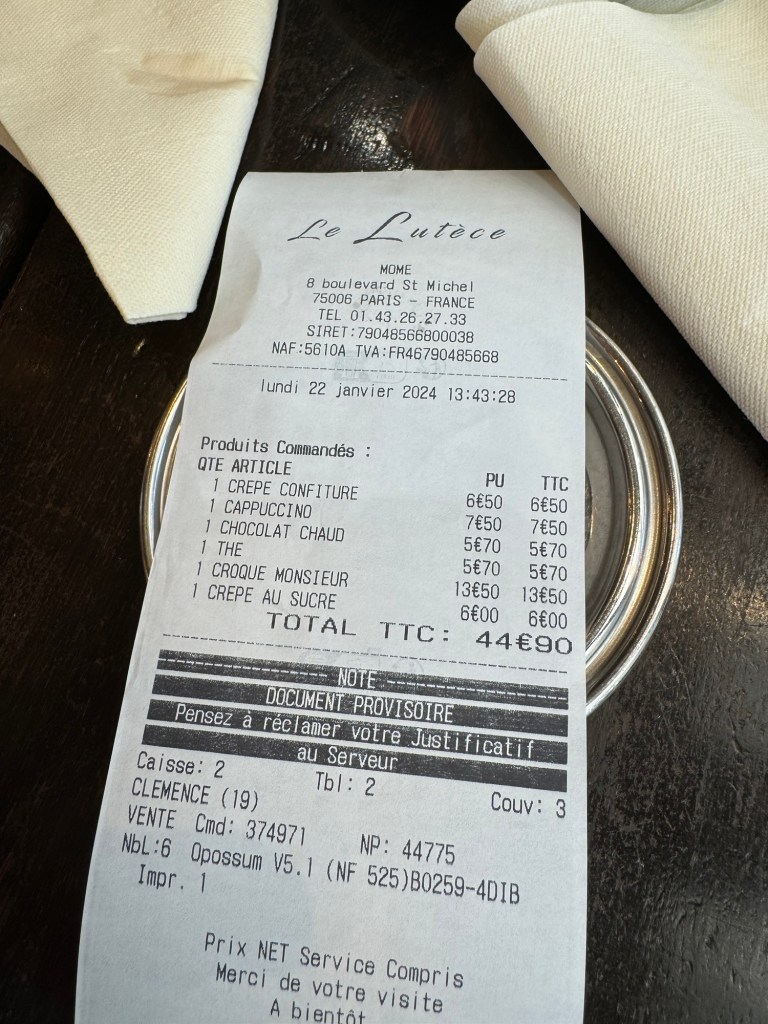 Le Lutèce
MOME
8 boulevard St Michel
75006 PARIS - FRANCE
TEL 01.43.26.27.33
SIRET:79048566800038
NAF:5610A TVA:FR46790485668
lundi 22 janvier 2024 13:43:28
Produits Commandés :
QTE ARTICLE PU TTC
1 CREPE CONFITURE 6€50 6€50
1 CAPPUCCINO 7€50 7€50
1 CHOCOLAT CHAUD 5€70 5€70
1 THE 5€70 5€70
1 CROQUE MONSIEUR 13€50 13€50
1 CREPE AU SUCRE 6€00 6€00
TOTAL TTC: 44€90
NOTE
DOCUMENT PROVISOIRE
Pensez à réclamer votre Justificatif
au Serveur
Caisse: 2 Tbl: 2 Couv: 3
CLEMENCE (19)
VENTE Cmd: 374971 NP: 44775
NbL:6 Opossum V5.1 (NF 525)B0259-4DIB
Impr. 1
Prix NET Service Compris
Merci de votre visite
A bientôt